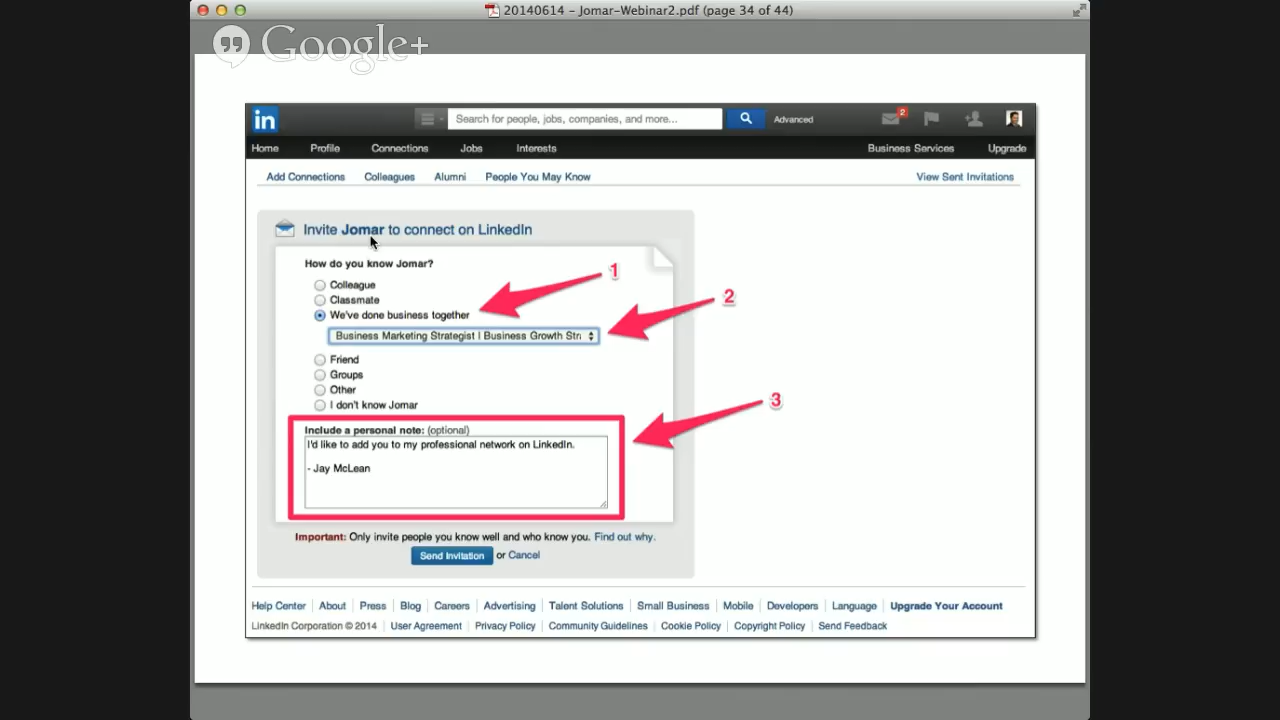 20140614 – Jomar-Webinar2.pdf (page 34 of 44)
Google+
in
Search for people, jobs, companies, and more...
Advanced
2
Home Profile Connections Jobs Interests Business Services Upgrade
Add Connections Colleagues Alumni People You May Know View Sent Invitations
Invite Jomar to connect on LinkedIn
How do you know Jomar?
1
Colleague
Classmate
2
We've done business together
Business Marketing Strategist | Business Growth Str
Friend
Groups
Other
3
I don't know Jomar
Include a personal note: (optional)
I'd like to add you to my professional network on LinkedIn.
- Jay McLean
Important: Only invite people you know well and who know you. Find out why.
Send Invitation or Cancel
Help Center About Press Blog Careers Advertising Talent Solutions Small Business Mobile Developers Language Upgrade Your Account
LinkedIn Corporation © 2014 User Agreement Privacy Policy Community Guidelines Cookie Policy Copyright Policy Send Feedback